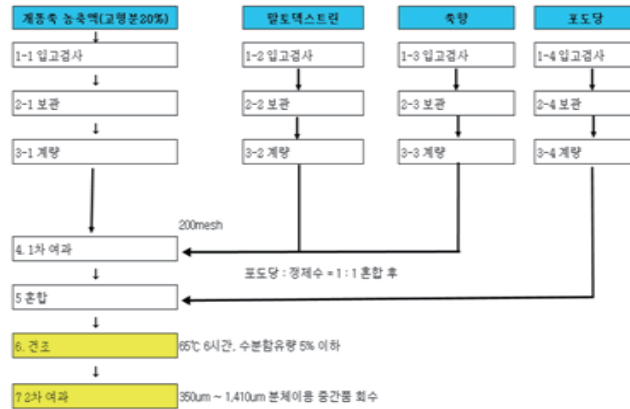 개똥쑥 농축액(고형분20%)
말토덱스트린
쑥향
포도당
1-1 입고검사
1-2 입고검사
1-3 입고검사
1-4 입고검사
2-1 보관
2-2 보관
2-3 보관
2-4 보관
3-1 계량
3-2 계량
3-3 계량
3-4 계량
200mesh
4. 1차 여과
포도당 : 정제수 = 1 : 1 혼합 후
5 혼합
6. 건조
65℃ 6시간, 수분함유량 5% 이하
7 2차 여과
350um ~ 1,410um 분체이용 중간품 회수